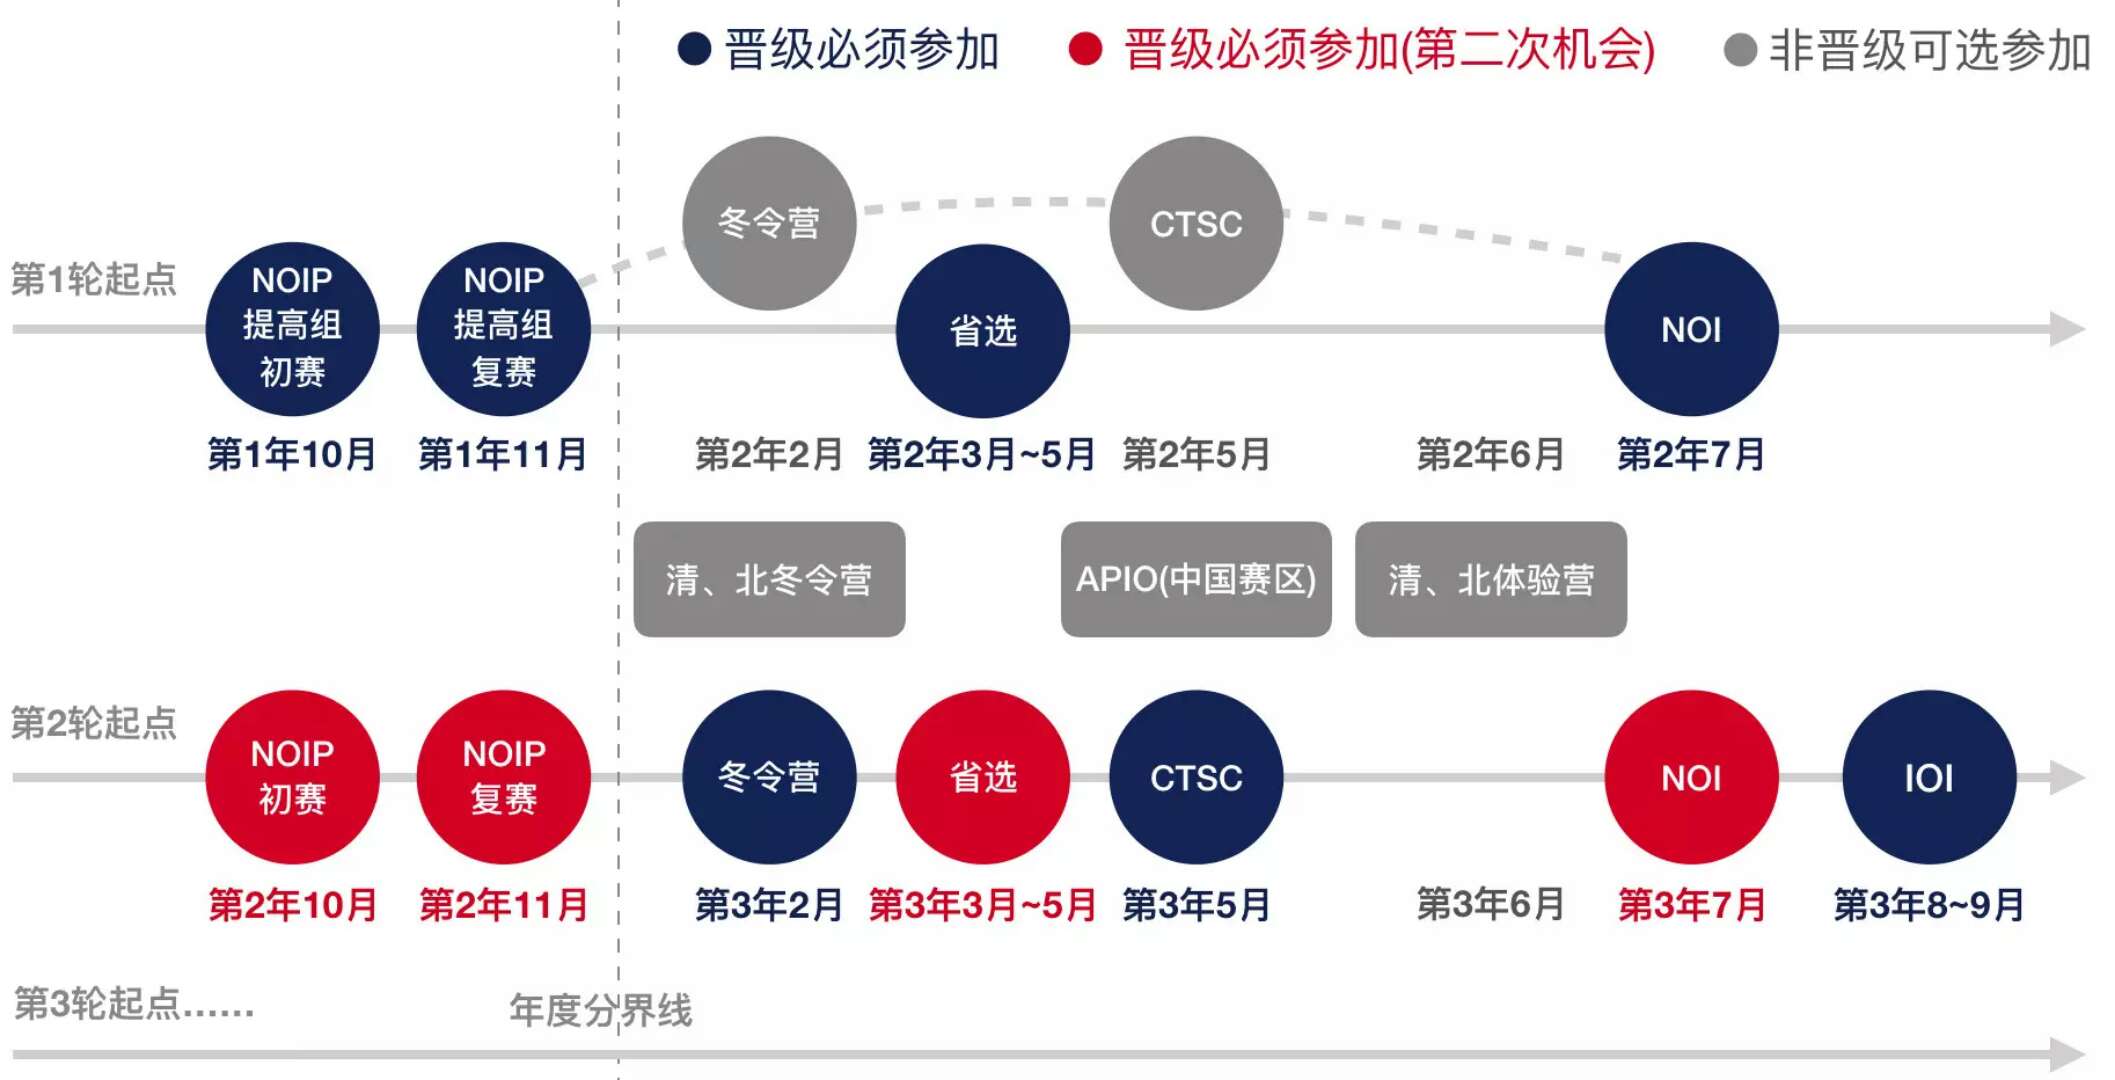 晋级必须参加
晋级必须参加(第二次机会)
非晋级可选参加
冬令营
CTSC
第1轮起点
NOIP
提高组
初赛
NOIP
提高组
复赛
省选
NOI
第1年10月
第1年11月
第2年2月
第2年3月~5月
第2年5月
第2年6月
第2年7月
清、北冬令营
APIO(中国赛区)
清、北体验营
第2轮起点
NOIP
初赛
NOIP
复赛
冬令营
省选
CTSC
NOI
IOI
第2年10月
第2年11月
第3年2月
第3年3月~5月
第3年5月
第3年6月
第3年7月
第3年8~9月
第3轮起点......
年度分界线